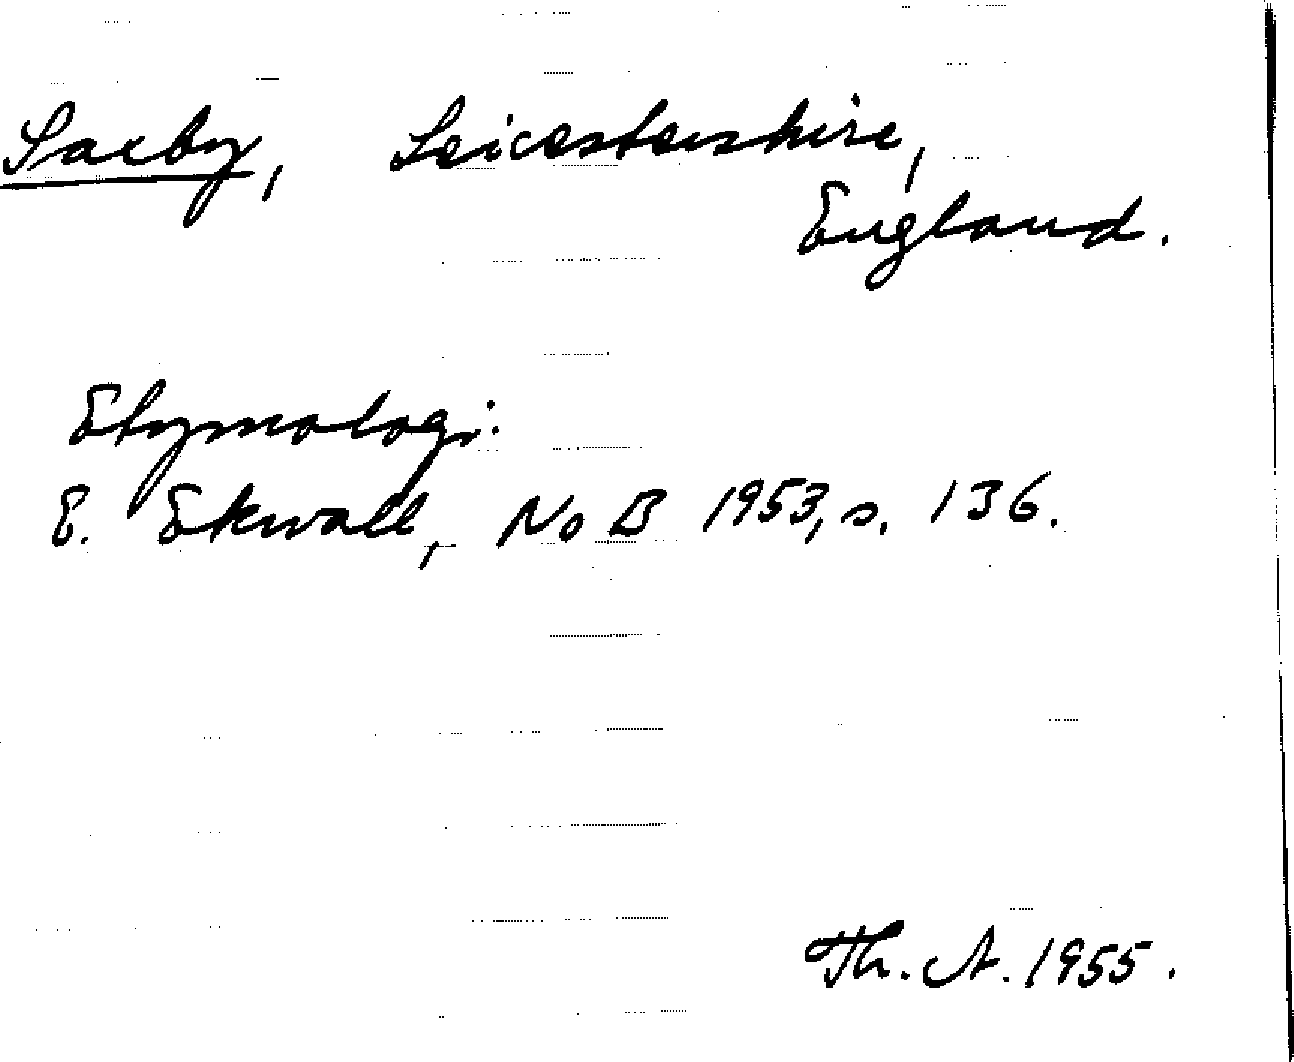 Saxby, Leicestershire,
England.
Etymologi:
E. Ekwall, NoB 1953, s. 136.
Th. A. 1955.